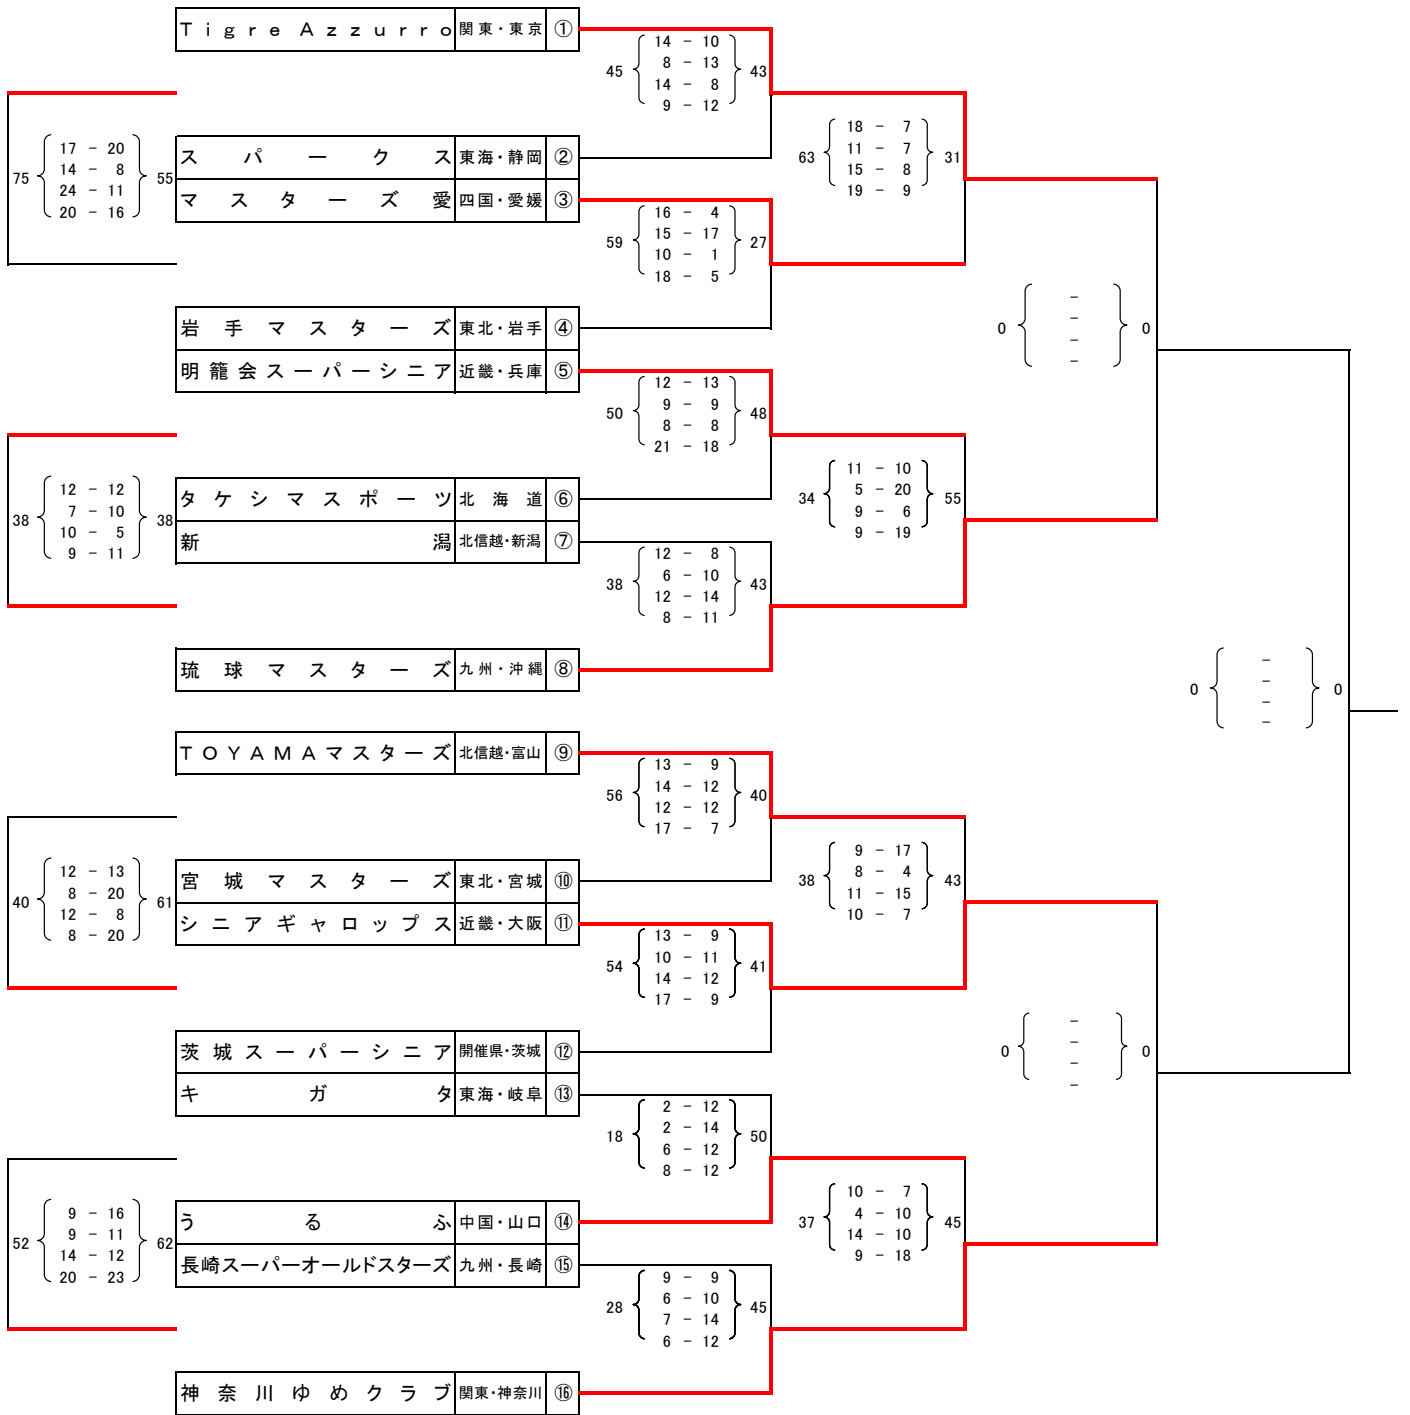 Tigre Azzurro 関東・東京 ①
45 43
14 - 10
8 - 13
14 - 8
9 - 12
75 55
17 - 20
14 - 8
24 - 11
20 - 16
スパークス 東海・静岡 ②
63 31
18 - 7
11 - 7
15 - 8
19 - 9
マスターズ愛 四国・愛媛 ③
59 27
16 - 4
15 - 17
10 - 1
18 - 5
岩手マスターズ 東北・岩手 ④
0 0
-
-
-
-
明籠会スーパーシニア 近畿・兵庫 ⑤
50 48
12 - 13
9 - 9
8 - 8
21 - 18
38 38
12 - 12
7 - 10
10 - 5
9 - 11
タケシマスポーツ 北海道 ⑥
34 55
11 - 10
5 - 20
9 - 6
9 - 19
新潟 北信越・新潟 ⑦
38 43
12 - 8
6 - 10
12 - 14
8 - 11
琉球マスターズ 九州・沖縄 ⑧
0 0
-
-
-
-
TOYAMAマスターズ 北信越・富山 ⑨
56 40
13 - 9
14 - 12
12 - 12
17 - 7
40 61
12 - 13
8 - 20
12 - 8
8 - 20
宮城マスターズ 東北・宮城 ⑩
38 43
9 - 17
8 - 4
11 - 15
10 - 7
シニアギャロップス 近畿・大阪 ⑪
54 41
13 - 9
10 - 11
14 - 12
17 - 9
茨城スーパーシニア 開催県・茨城 ⑫
0 0
-
-
-
-
キガタ 東海・岐阜 ⑬
18 50
2 - 12
2 - 14
6 - 12
8 - 12
52 62
9 - 16
9 - 11
14 - 12
20 - 23
うるふ 中国・山口 ⑭
37 45
10 - 7
4 - 10
14 - 10
9 - 18
長崎スーパーオールドスターズ 九州・長崎 ⑮
28 45
9 - 9
6 - 10
7 - 14
6 - 12
神奈川ゆめクラブ 関東・神奈川 ⑯